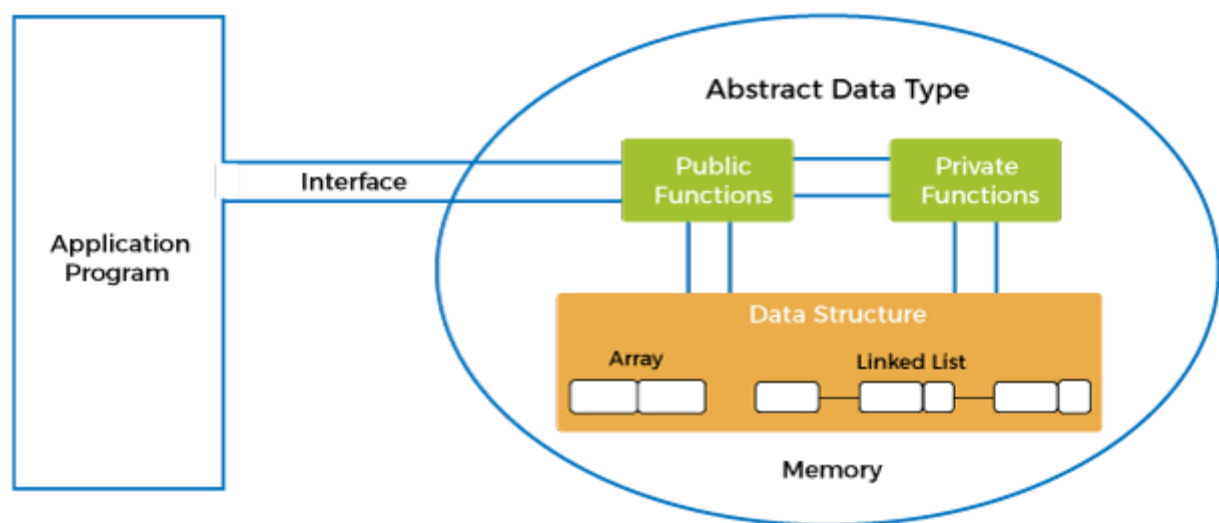 Abstract Data Type
Public
Functions
Private
Functions
Interface
Application
Program
Data Structure
Array
Linked List
Memory